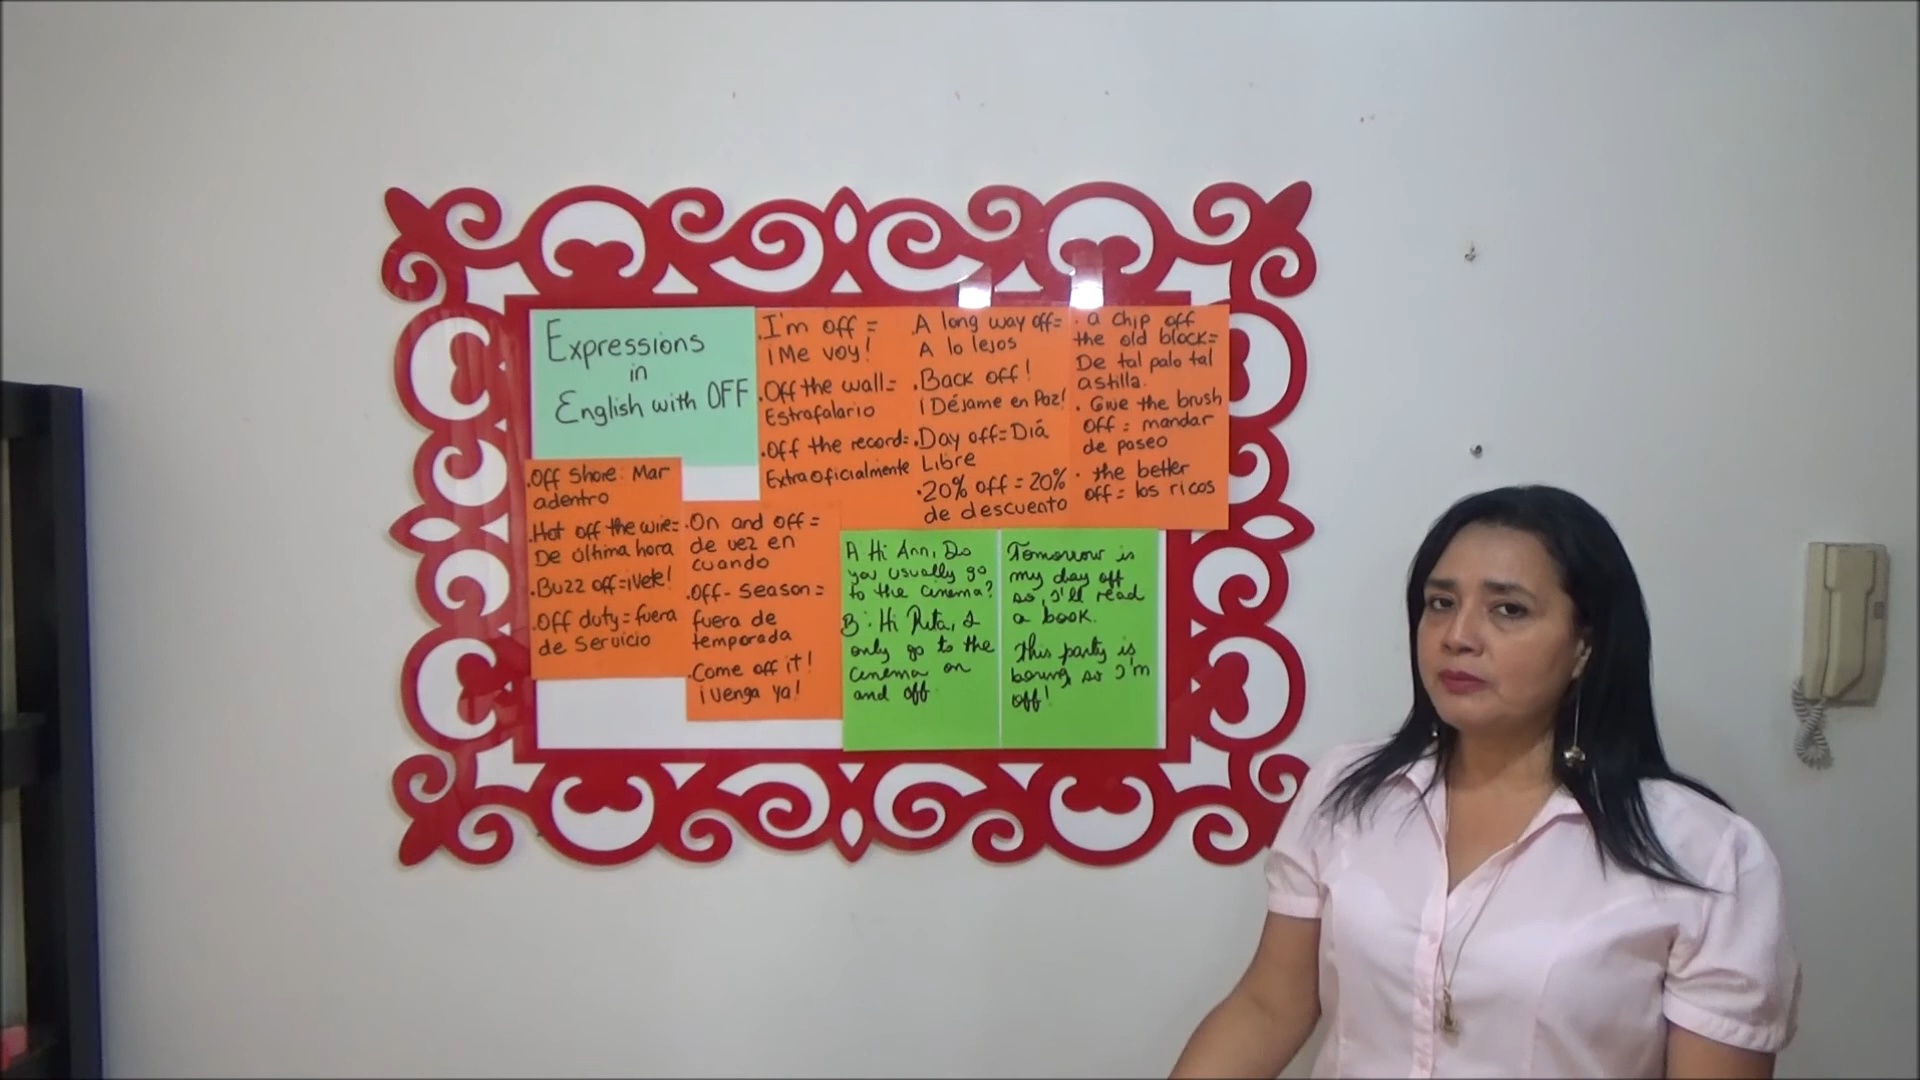 Expressions
in
English with OFF
.I'm off =
¡Me voy!
.Off the wall=
Estrafalario
.Off the record=
Extraoficialmente
.A long way off=
A lo lejos
.Back off!
¡Déjame en Paz!
.Day off=Diá
Libre
.20% off = 20%
de descuento
. a chip off
the old block=
De tal palo tal
astilla.
. Give the brush
off = mandar
de paseo
. the better
off = los ricos
.Off Shore: Mar
adentro
.Hot off the wire=
De última hora
.Buzz off=¡Vete!
.Off duty = fuera
de Servicio
.On and off =
de vez en
cuando
.Off-Season =
fuera de
temporada
.Come off it!
¡Venga ya!
A Hi Ann, Do
you usually go
to the cinema?
B: Hi Rita, I
only go to the
cinema on
and off.
Tomorrow is
my day off
so, I'll read
a book.
This party is
boring so I'm
off!